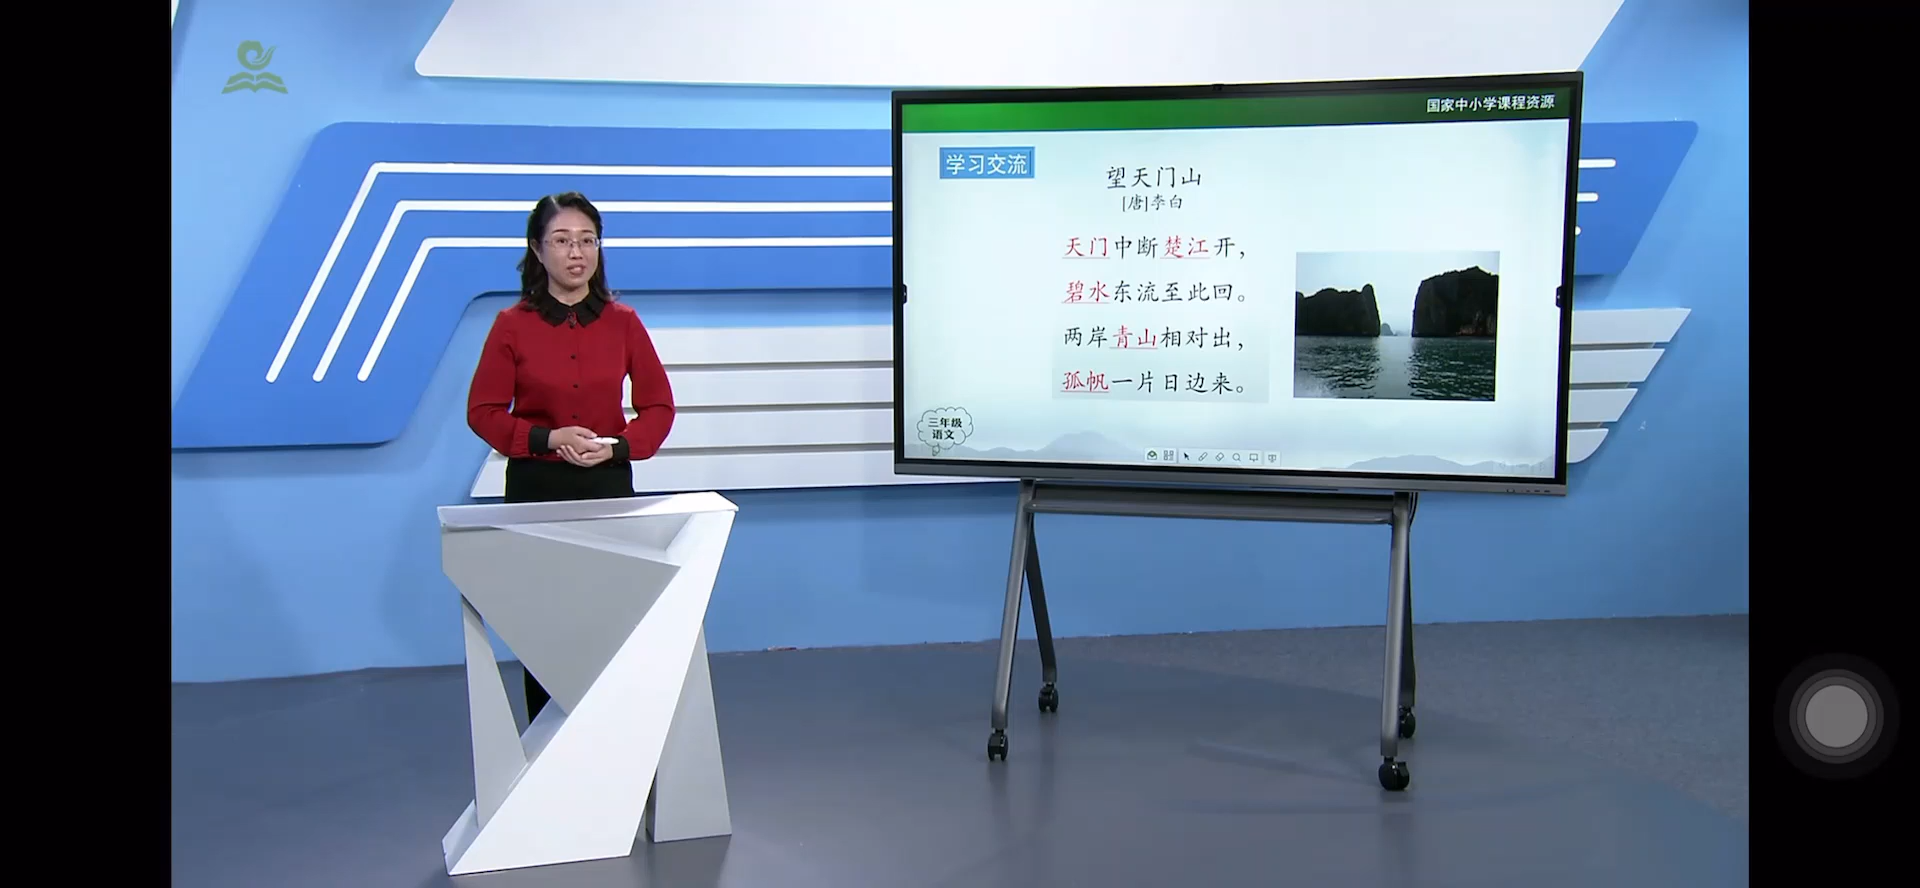 国家中小学课程资源
学习交流
望天门山
[唐]李白
天门中断楚江开，
碧水东流至此回。
两岸青山相对出，
孤帆一片日边来。
三年级
语文